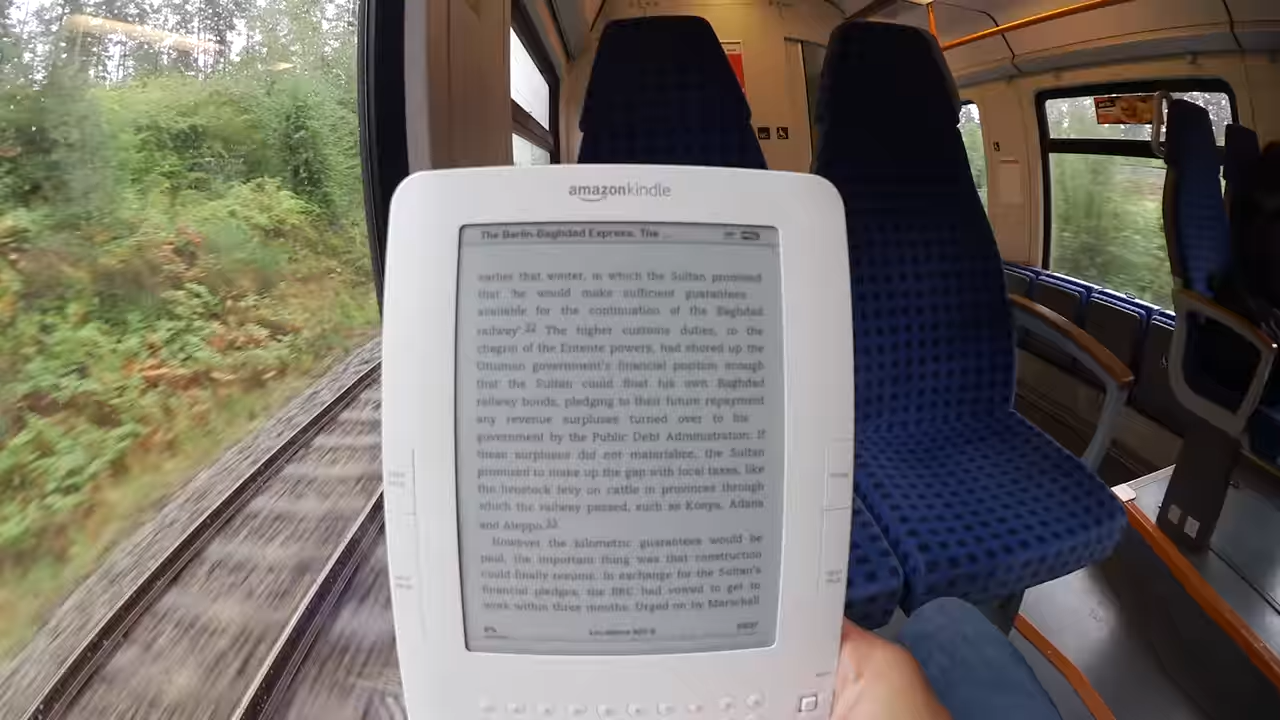 amazonkindle
The Berlin-Baghdad Express. The ...
earlier that winter, in which the Sultan promised
that 'he would make sufficient guarantees
available for the continuation of the Baghdad
railway'.32 The higher customs duties, to the
chagrin of the Entente powers, had shored up the
Ottoman government's financial position enough
that the Sultan could float his own Baghdad
railway bonds, pledging to their future repayment
any revenue surpluses turned over to his
government by the Public Debt Administration. If
these surpluses did not materialise, the Sultan
promised to make up the gap with local taxes, like
the livestock levy on cattle in provinces through
which the railway passed, such as Konya, Adana
and Aleppo.33
However the kilometric guarantees would be
paid, the important thing was that construction
could finally resume. In exchange for the Sultan's
financial pledges, the BRC had vowed to get to
work within three months. Urged on by Marschall
WC